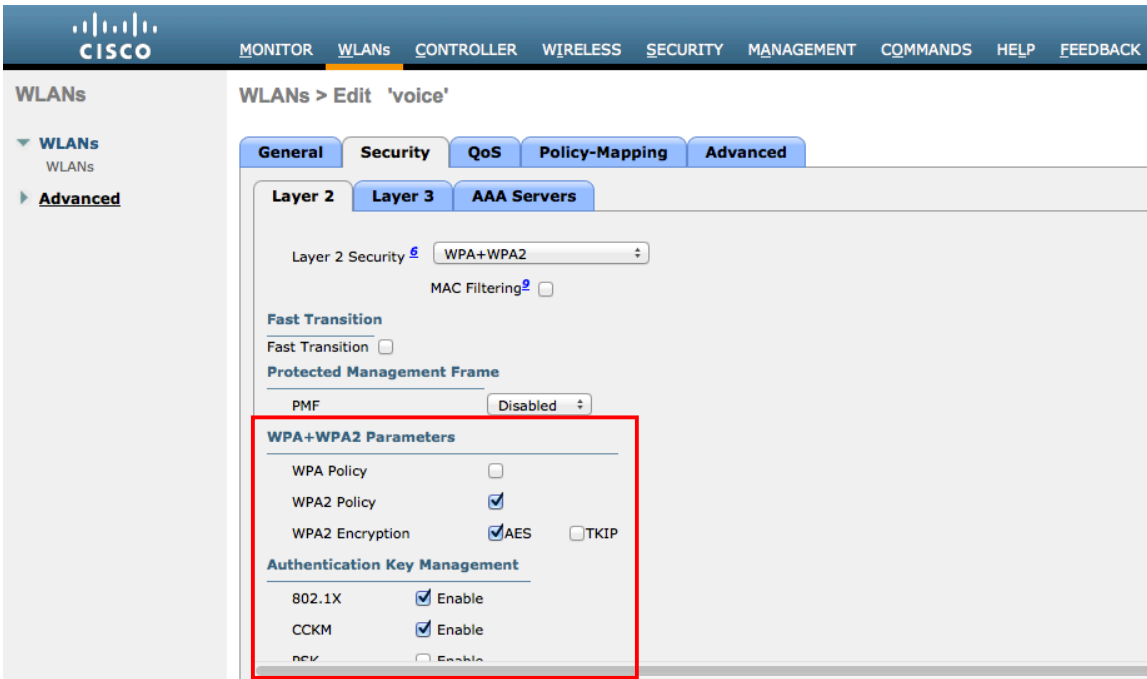 CISCO
MONITOR WLANs CONTROLLER WIRELESS SECURITY MANAGEMENT COMMANDS HELP FEEDBACK
WLANs
WLANs
WLANs
Advanced
WLANs > Edit 'voice'
General Security QoS Policy-Mapping Advanced
Layer 2 Layer 3 AAA Servers
Layer 2 Security 6 WPA+WPA2
MAC Filtering 9
Fast Transition
Fast Transition
Protected Management Frame
PMF Disabled
WPA+WPA2 Parameters
WPA Policy
WPA2 Policy
WPA2 Encryption AES TKIP
Authentication Key Management
802.1X Enable
CCKM Enable
PSK Enable